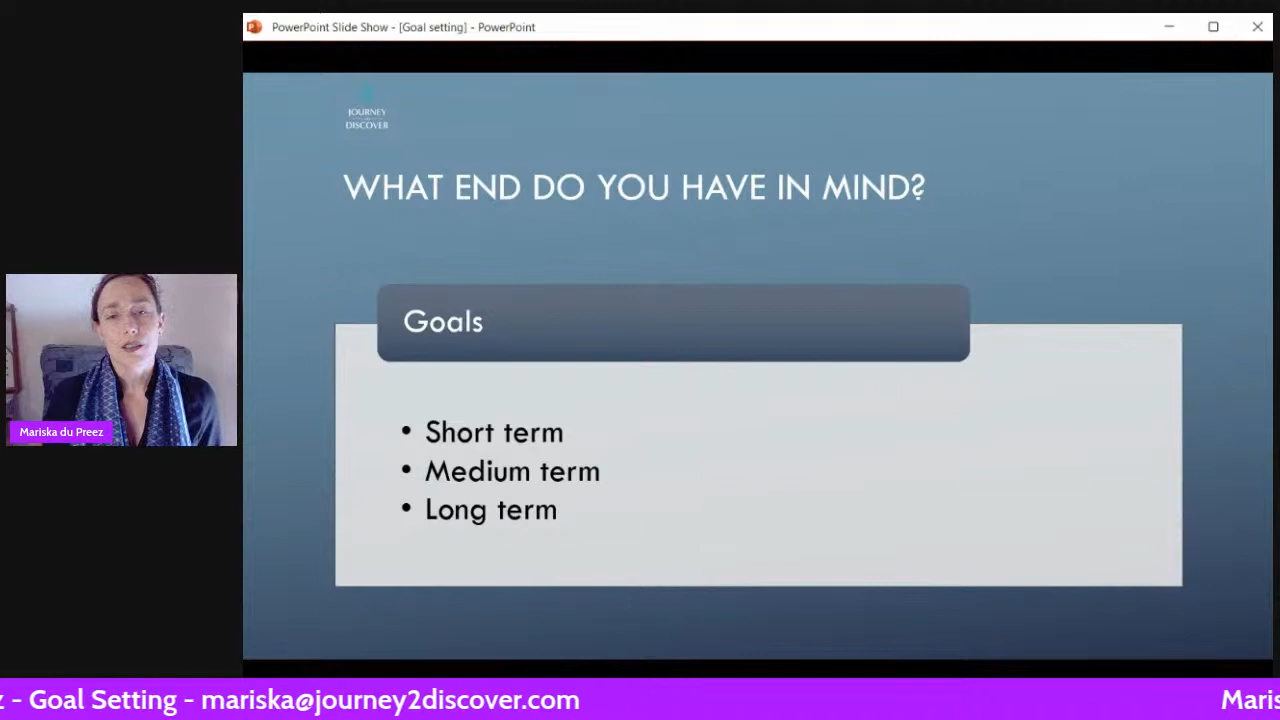 PowerPoint Slide Show - [Goal setting] - PowerPoint
JOURNEY
DISCOVER
WHAT END DO YOU HAVE IN MIND?
Goals
• Short term
• Medium term
• Long term
Mariska du Preez
z - Goal Setting - mariska@journey2discover.com
Maris